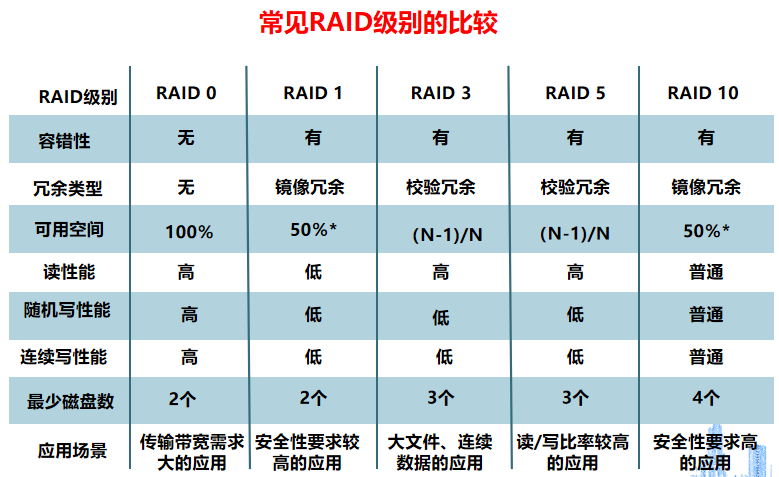 常见RAID级别的比较
RAID级别 RAID 0 RAID 1 RAID 3 RAID 5 RAID 10
容错性 无 有 有 有 有
冗余类型 无 镜像冗余 校验冗余 校验冗余 镜像冗余
可用空间 100% 50%* (N-1)/N (N-1)/N 50%*
读性能 高 低 高 高 普通
随机写性能 高 低 低 低 普通
连续写性能 高 低 低 低 普通
最少磁盘数 2个 2个 3个 3个 4个
应用场景 传输带宽需求 安全性要求较 大文件、连续 读/写比率较高 安全性要求高
大的应用 高的应用 数据的应用 的应用 的应用